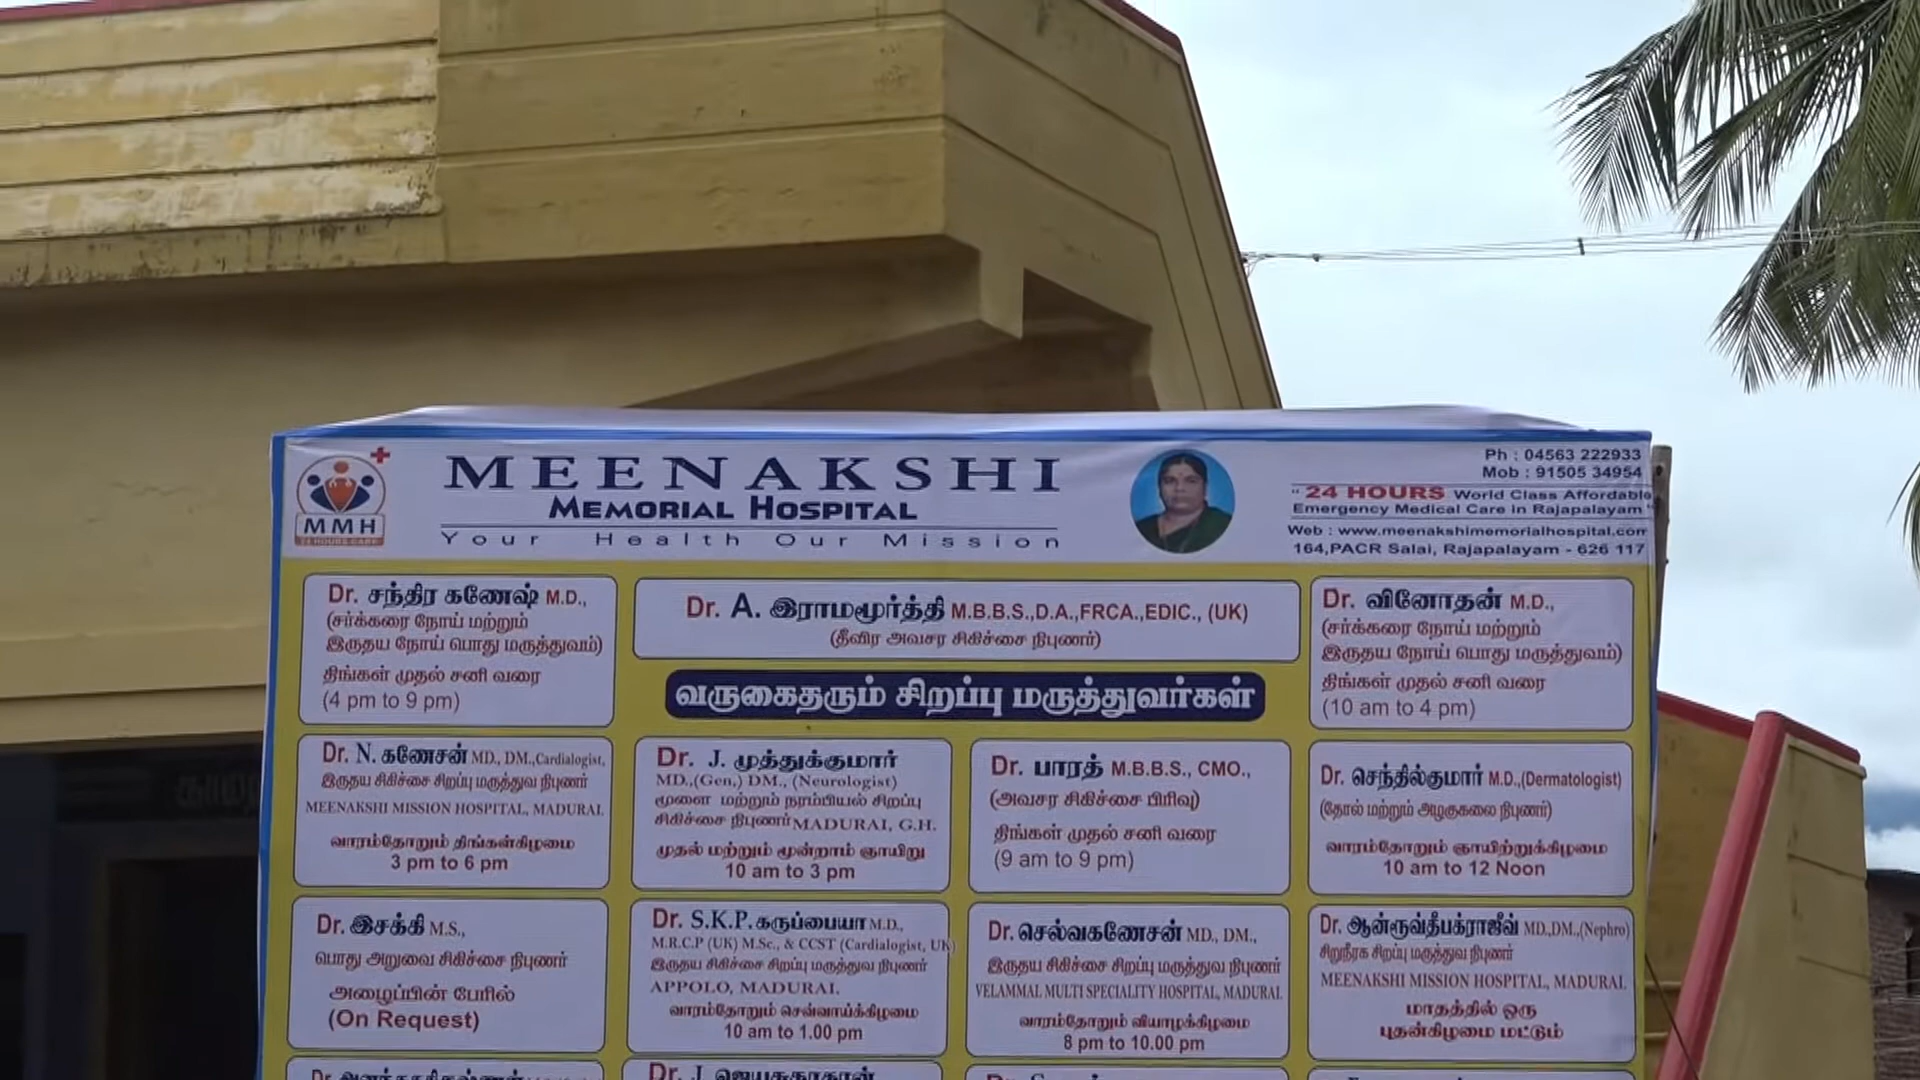 MMH
24 HOURS CARE
MEENAKSHI
MEMORIAL HOSPITAL
Your Health Our Mission
Ph : 04563 222933
Mob : 91505 34954
" 24 HOURS World Class Affordable
Emergency Medical Care in Rajapalayam "
Web : www.meenakshimemorialhospital.com
164,PACR Salai, Rajapalayam - 626 117
Dr. சந்திர கணேஷ் M.D.,
(சர்க்கரை நோய் மற்றும்
இருதய நோய் பொது மருத்துவம்)
திங்கள் முதல் சனி வரை
(4 pm to 9 pm)
Dr. A. இராமமூர்த்தி M.B.B.S.,D.A.,FRCA.,EDIC., (UK)
(தீவிர அவசர சிகிச்சை நிபுணர்)
Dr. வினோதன் M.D.,
(சர்க்கரை நோய் மற்றும்
இருதய நோய் பொது மருத்துவம்)
திங்கள் முதல் சனி வரை
(10 am to 4 pm)
வருகைதரும் சிறப்பு மருத்துவர்கள்
Dr. N. கணேசன் MD., DM.,Cardialogist,
இருதய சிகிச்சை சிறப்பு மருத்துவ நிபுணர்
MEENAKSHI MISSION HOSPITAL, MADURAI.
வாரம்தோறும் திங்கள்கிழமை
3 pm to 6 pm
Dr. J. முத்துக்குமார்
MD.,(Gen,) DM., (Neurologist)
மூளை மற்றும் நரம்பியல் சிறப்பு
சிகிச்சை நிபுணர் MADURAI, G.H.
முதல் மற்றும் மூன்றாம் ஞாயிறு
10 am to 3 pm
Dr. பாரத் M.B.B.S., CMO.,
(அவசர சிகிச்சை பிரிவு)
திங்கள் முதல் சனி வரை
(9 am to 9 pm)
Dr. செந்தில்குமார் M.D.,(Dermatologist)
(தோல் மற்றும் அழகுகலை நிபுணர்)
வாரம்தோறும் ஞாயிற்றுக்கிழமை
10 am to 12 Noon
Dr. இசக்கி M.S.,
பொது அறுவை சிகிச்சை நிபுணர்
அழைப்பின் பேரில்
(On Request)
Dr. S.K.P. கருப்பையா M.D.,
M.R.C.P (UK) M.Sc., & CCST (Cardialogist, UK)
இருதய சிகிச்சை சிறப்பு மருத்துவ நிபுணர்
APPOLO, MADURAI.
வாரம்தோறும் செவ்வாய்க்கிழமை
10 am to 1.00 pm
Dr. செல்வகணேசன் MD., DM.,
இருதய சிகிச்சை சிறப்பு மருத்துவ நிபுணர்
VELAMMAL MULTI SPECIALITY HOSPITAL, MADURAI.
வாரம்தோறும் வியாழக்கிழமை
8 pm to 10.00 pm
Dr. ஆன்ருவ்தீபக்ராஜீவ் MD.,DM.,(Nephro)
சிறுநீரக சிறப்பு மருத்துவ நிபுணர்
MEENAKSHI MISSION HOSPITAL, MADURAI.
மாதத்தில் ஒரு
புதன்கிழமை மட்டும்
Dr.
Dr. J.